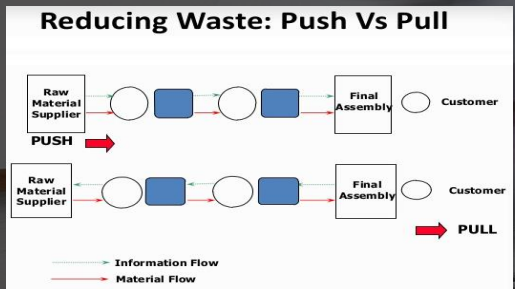 Reducing Waste: Push Vs Pull
Raw
Material
Supplier
Final
Assembly
Customer
PUSH
Raw
Material
Supplier
Final
Assembly
Customer
PULL
Information Flow
Material Flow